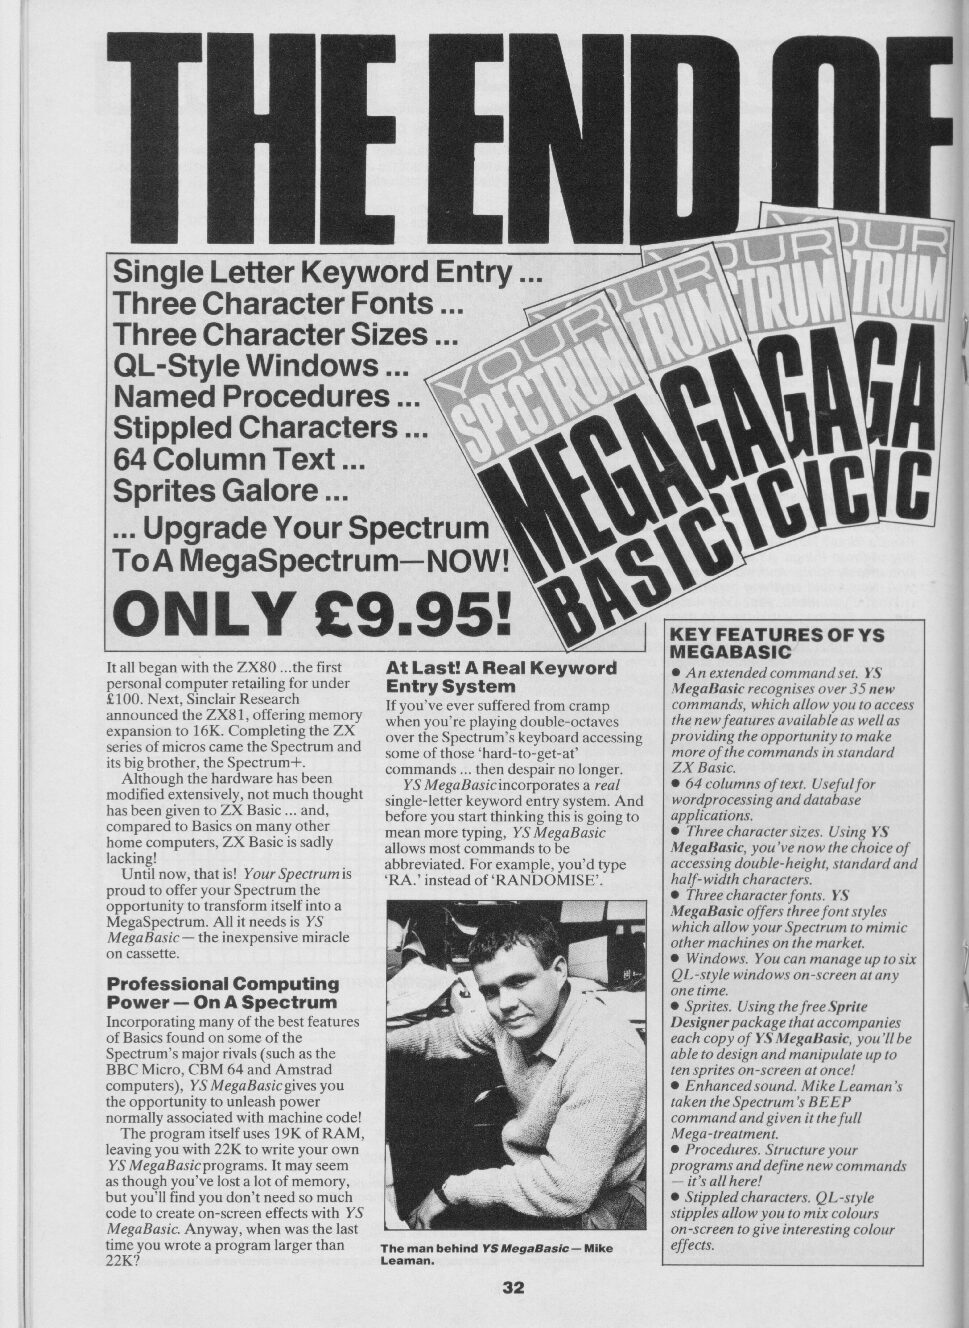 THE END OF
Single Letter Keyword Entry ...
Three Character Fonts ...
Three Character Sizes ...
QL-Style Windows ...
Named Procedures ...
Stippled Characters ...
64 Column Text ...
Sprites Galore ...
... Upgrade Your Spectrum
To A MegaSpectrum—NOW!
ONLY £9.95!
YOUR
SPECTRUM
MEGA
BASIC
YOUR
TRUM
GA
SIC
YOUR
TRUM
GA
IC
YOUR
CTRUM
GA
IC
It all began with the ZX80 ...the first
personal computer retailing for under
£100. Next, Sinclair Research
announced the ZX81, offering memory
expansion to 16K. Completing the ZX
series of micros came the Spectrum and
its big brother, the Spectrum+.
Although the hardware has been
modified extensively, not much thought
has been given to ZX Basic ... and,
compared to Basics on many other
home computers, ZX Basic is sadly
lacking!
Until now, that is! Your Spectrum is
proud to offer your Spectrum the
opportunity to transform itself into a
MegaSpectrum. All it needs is YS
MegaBasic — the inexpensive miracle
on cassette.
Professional Computing
Power — On A Spectrum
Incorporating many of the best features
of Basics found on some of the
Spectrum's major rivals (such as the
BBC Micro, CBM 64 and Amstrad
computers), YS MegaBasic gives you
the opportunity to unleash power
normally associated with machine code!
The program itself uses 19K of RAM,
leaving you with 22K to write your own
YS MegaBasic programs. It may seem
as though you've lost a lot of memory,
but you'll find you don't need so much
code to create on-screen effects with YS
MegaBasic. Anyway, when was the last
time you wrote a program larger than
22K?
At Last! A Real Keyword
Entry System
If you've ever suffered from cramp
when you're playing double-octaves
over the Spectrum's keyboard accessing
some of those 'hard-to-get-at'
commands ... then despair no longer.
YS MegaBasic incorporates a real
single-letter keyword entry system. And
before you start thinking this is going to
mean more typing, YS MegaBasic
allows most commands to be
abbreviated. For example, you'd type
'RA.' instead of 'RANDOMISE'.
The man behind YS MegaBasic — Mike
Leaman.
KEY FEATURES OF YS
MEGABASIC
● An extended command set. YS
MegaBasic recognises over 35 new
commands, which allow you to access
the new features available as well as
providing the opportunity to make
more of the commands in standard
ZX Basic.
● 64 columns of text. Useful for
wordprocessing and database
applications.
● Three character sizes. Using YS
MegaBasic, you've now the choice of
accessing double-height, standard and
half-width characters.
● Three character fonts. YS
MegaBasic offers three font styles
which allow your Spectrum to mimic
other machines on the market.
● Windows. You can manage up to six
QL-style windows on-screen at any
one time.
● Sprites. Using the free Sprite
Designer package that accompanies
each copy of YS MegaBasic, you'll be
able to design and manipulate up to
ten sprites on-screen at once!
● Enhanced sound. Mike Leaman's
taken the Spectrum's BEEP
command and given it the full
Mega-treatment.
● Procedures. Structure your
programs and define new commands
— it's all here!
● Stippled characters. QL-style
stipples allow you to mix colours
on-screen to give interesting colour
effects.
32